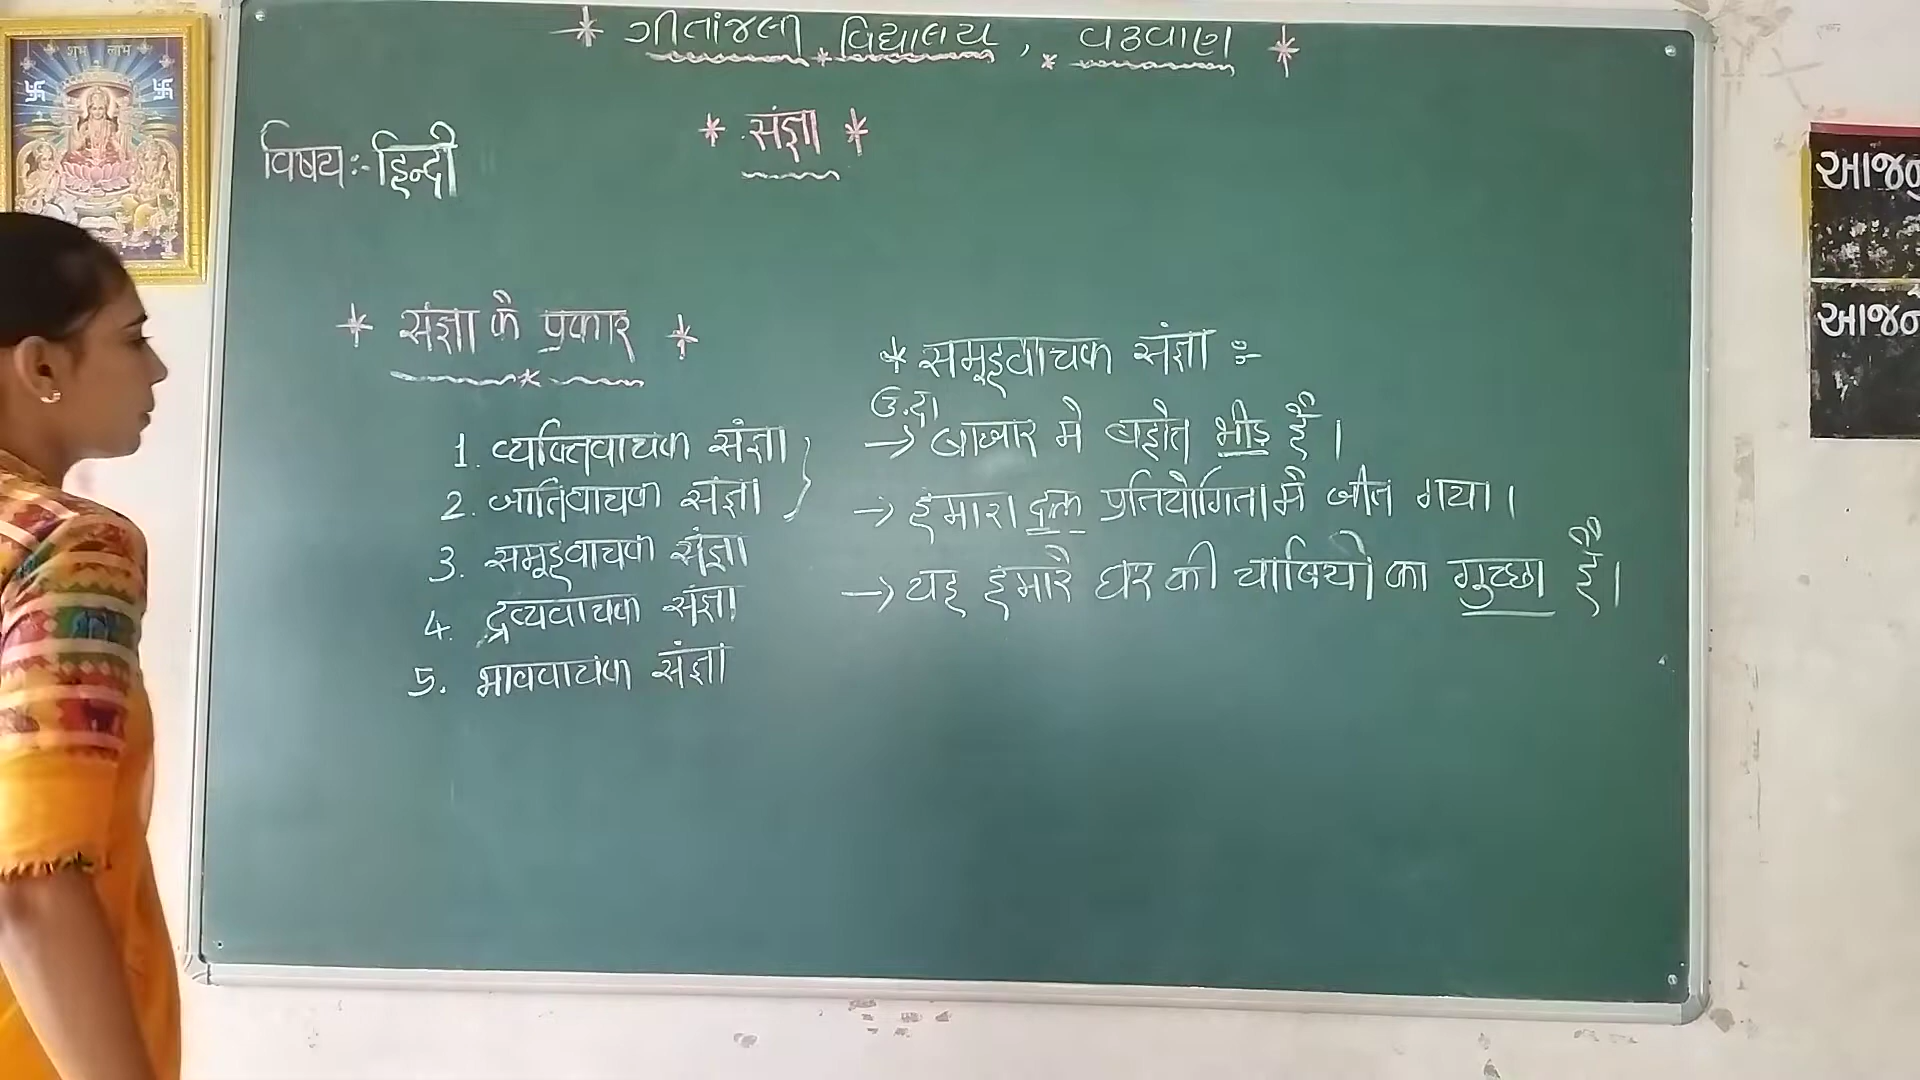 * ગીતાંજલી વિદ્યાલય, વઢવાણ *
* संज्ञा *
विषय:- हिन्दी
शुभ लाभ
* संज्ञा के प्रकार *
1. व्यक्तिवाचक संज्ञा
2. जातिवाचक संज्ञा
3. समूहवाचक संज्ञा
4. द्रव्यवाचक संज्ञा
5. भाववाचक संज्ञा
* समूहवाचक संज्ञा :-
उ.दा
→ बाजार मे बहोत भीड़ है।
→ हमारा दल प्रतियोगिता मै जीत गया।
→ यह हमारे घर की चाबियो का गुच्छा है।
આજનુ
આજન